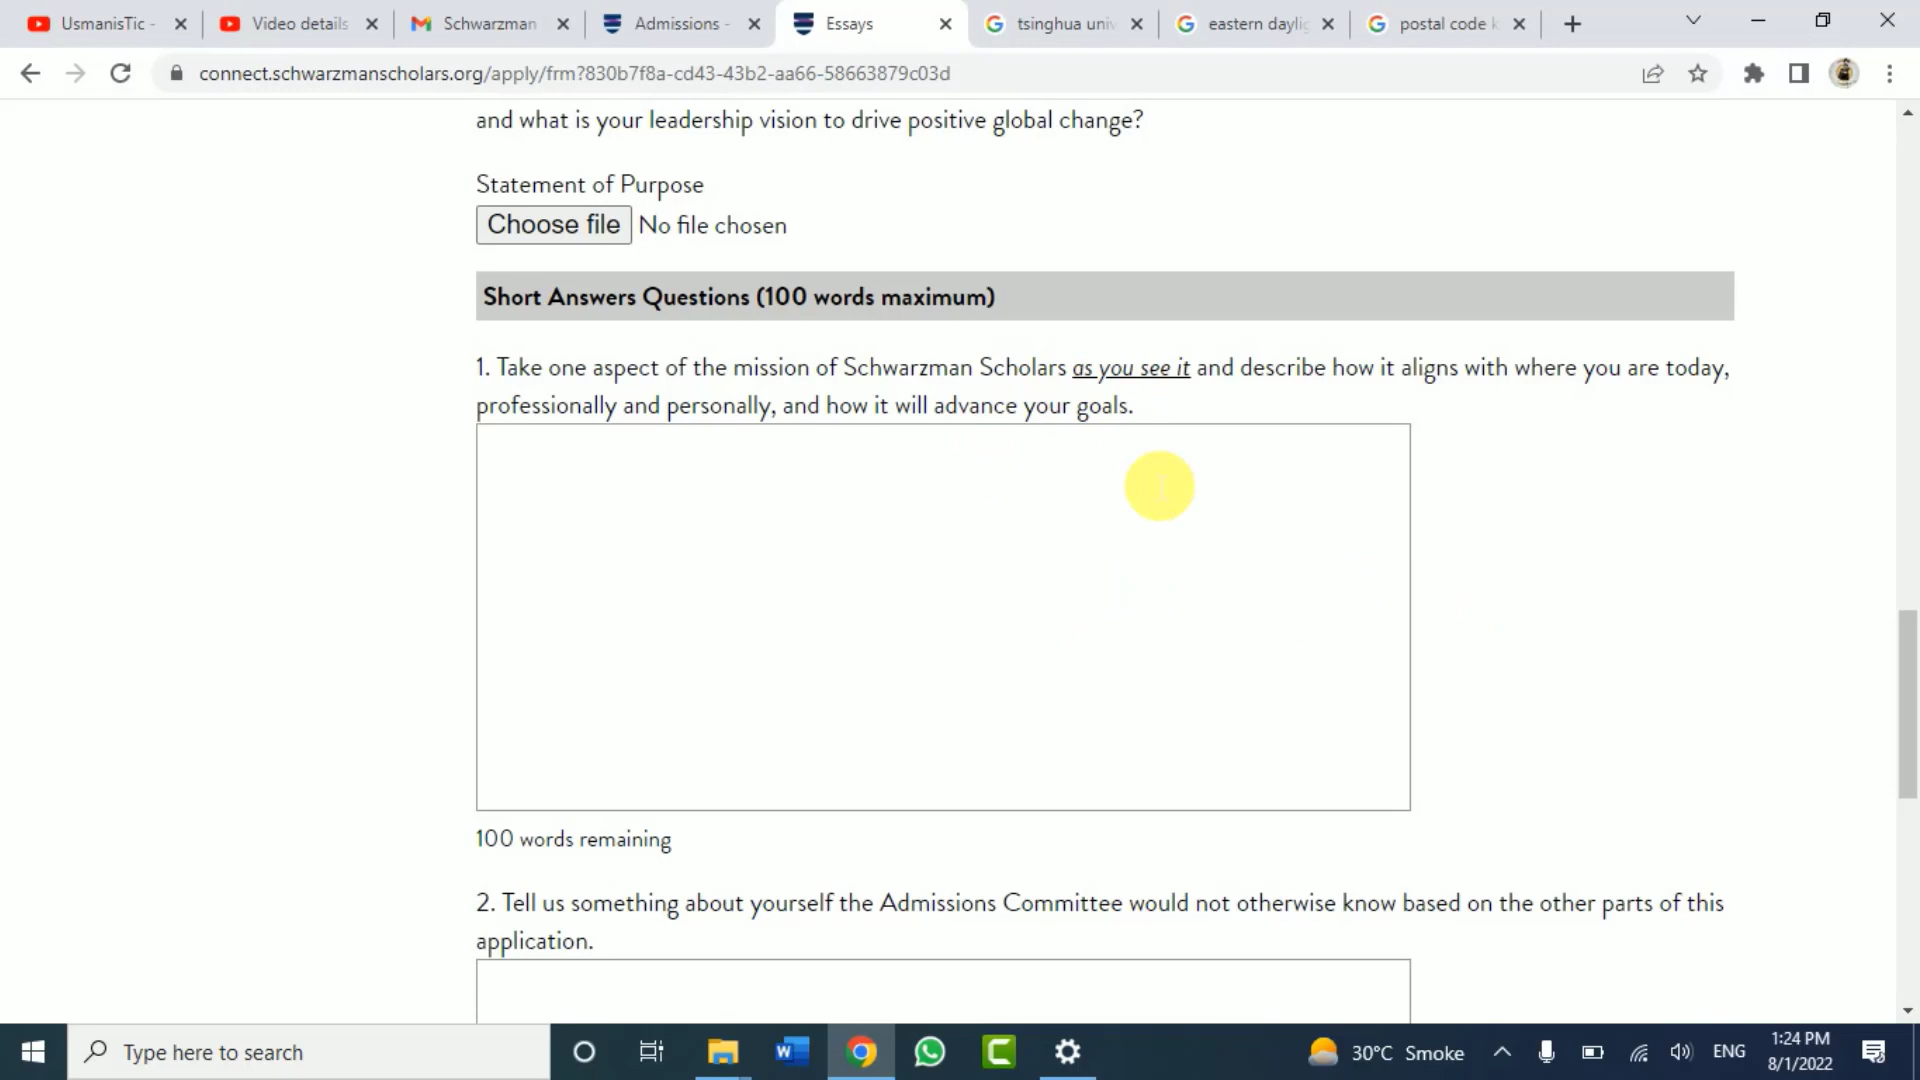 UsmanisTic -
Video details
Schwarzman
Admissions -
Essays
tsinghua univ
eastern daylig
postal code k
connect.schwarzmanscholars.org/apply/frm?830b7f8a-cd43-43b2-aa66-58663879c03d
and what is your leadership vision to drive positive global change?
Statement of Purpose
Choose file No file chosen
Short Answers Questions (100 words maximum)
1. Take one aspect of the mission of Schwarzman Scholars as you see it and describe how it aligns with where you are today,
professionally and personally, and how it will advance your goals.
100 words remaining
2. Tell us something about yourself the Admissions Committee would not otherwise know based on the other parts of this
application.
Type here to search
30°C Smoke
ENG
1:24 PM
8/1/2022